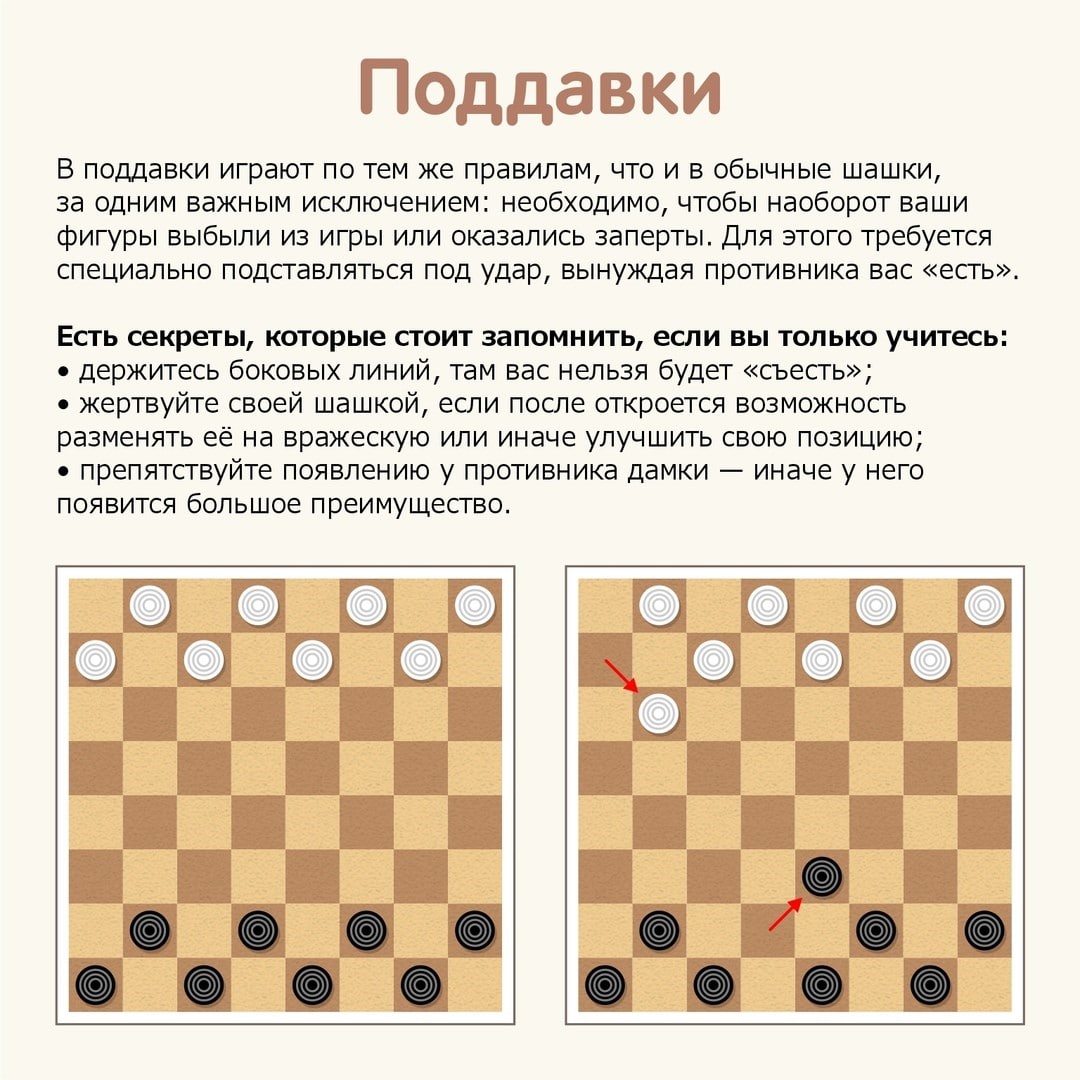 Поддавки
В поддавки играют по тем же правилам, что и в обычные шашки,
за одним важным исключением: необходимо, чтобы наоборот ваши
фигуры выбыли из игры или оказались заперты. Для этого требуется
специально подставляться под удар, вынуждая противника вас «есть».
Есть секреты, которые стоит запомнить, если вы только учитесь:
• держитесь боковых линий, там вас нельзя будет «съесть»;
• жертвуйте своей шашкой, если после откроется возможность
разменять её на вражескую или иначе улучшить свою позицию;
• препятствуйте появлению у противника дамки — иначе у него
появится большое преимущество.